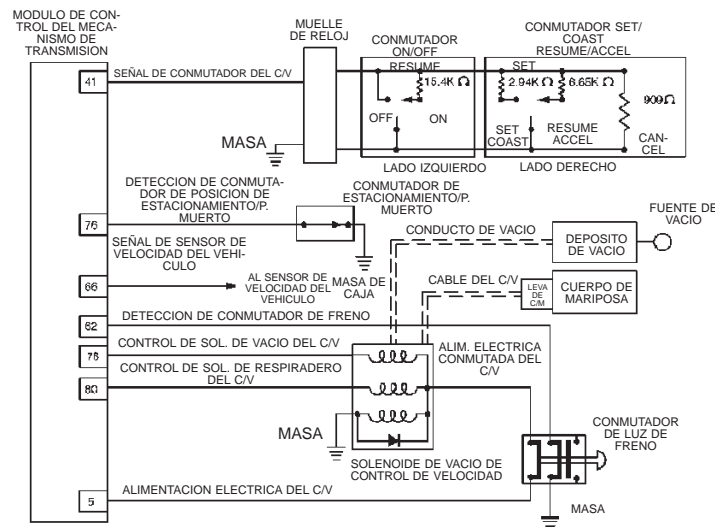 MODULO DE CON-
TROL DEL MECA-
NISMO DE
TRANSMISION
41
SEÑAL DE CONMUTADOR DEL C/V
MUELLE
DE RELOJ
MASA
CONMUTADOR
ON/OFF
RESUME
15.4K Ω
OFF
ON
LADO IZQUIERDO
CONMUTADOR SET/
COAST
RESUME/ACCEL
SET
2.94K Ω
6.65K Ω
909 Ω
SET
COAST
RESUME
ACCEL
CAN-
CEL
LADO DERECHO
DETECCION DE CONMUTA-
DOR DE POSICION DE
ESTACIONAMIENTO/P.
MUERTO
76
CONMUTADOR DE
ESTACIONAMIENTO/P.
MUERTO
MASA DE
CAJA
SEÑAL DE SENSOR DE
VELOCIDAD DEL VEHI-
CULO
66
AL SENSOR DE
VELOCIDAD DEL
VEHICULO
CONDUCTO DE VACIO
DEPOSITO
DE VACIO
FUENTE DE
VACIO
CABLE DEL C/V
LEVA
DE
C/M
CUERPO DE
MARIPOSA
62
DETECCION DE CONMUTADOR DE FRENO
78
CONTROL DE SOL. DE VACIO DEL C/V
80
CONTROL DE SOL. DE RESPIRADERO
DEL C/V
ALIM. ELECTRICA
CONMUTADA DEL
C/V
MASA
SOLENOIDE DE VACIO DE
CONTROL DE VELOCIDAD
CONMUTADOR
DE LUZ DE
FRENO
5
ALIMENTACION ELECTRICA DEL C/V
MASA